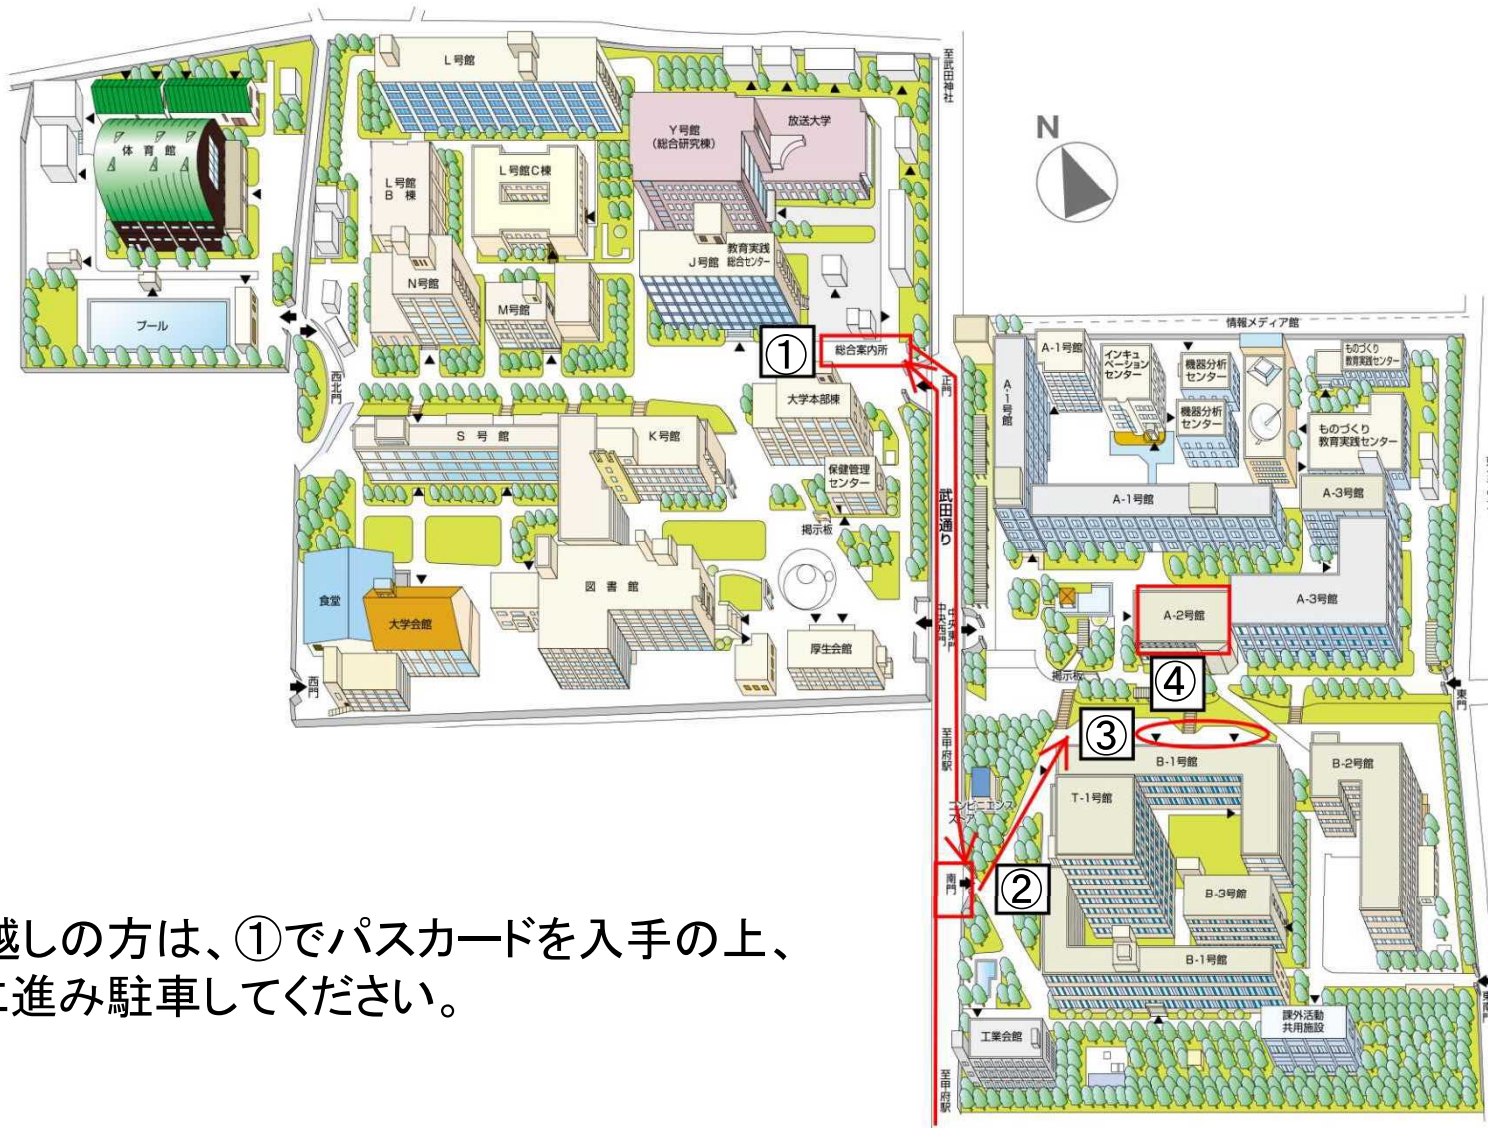 至武田神社
L号館
Y号館
(総合研究棟)
放送大学
体育館
L号館
B棟
L号館C棟
教育実践
総合センター
J号館
N号館
M号館
プール
①
総合案内所
正門
西北門
大学本部棟
S号館
K号館
保健管理
センター
掲示板
武田通り
図書館
食堂
大学会館
厚生会館
西門
中央西門
中央東門
至甲府駅
N
情報メディア館
A-1号館
A-1号館
インキュ
ベーション
センター
機器分析
センター
機器分析
センター
ものづくり
教育実践センター
ものづくり
教育実践センター
A-1号館
A-3号館
A-3号館
A-2号館
④
掲示板
東門
③
B-1号館
B-2号館
T-1号館
コンビニエンス
ストア
南門
②
B-3号館
B-1号館
課外活動
共用施設
東南門
工業会館
至甲府駅
越しの方は、①でパスカードを入手の上、
に進み駐車してください。